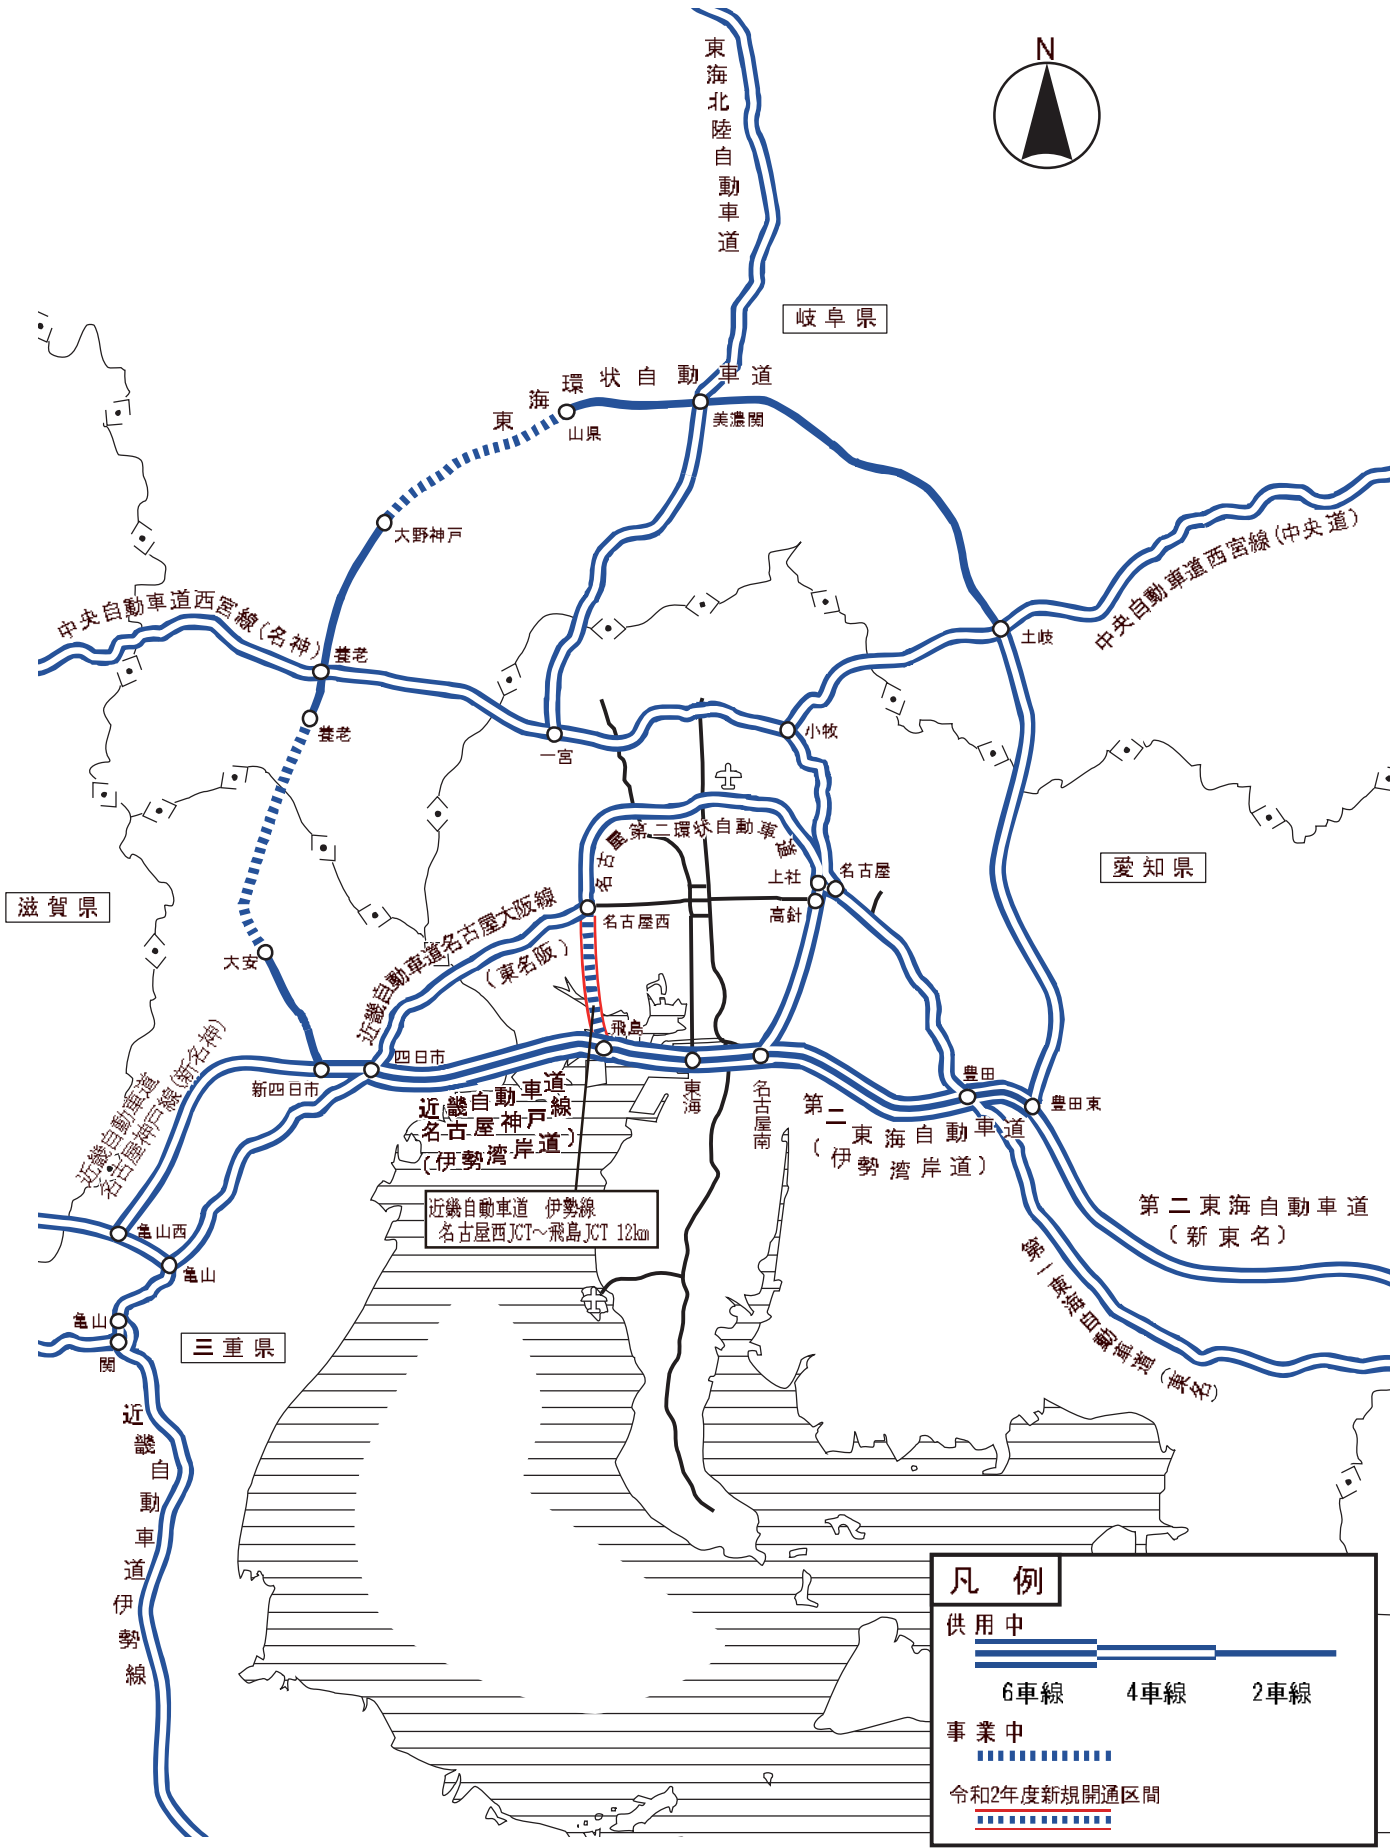 N
東海北陸自動車道
岐阜県
東海環状自動車道
山県
美濃関
大野神戸
中央自動車道西宮線(中央道)
中央自動車道西宮線(名神)
養老
土岐
養老
一宮
小牧
名古屋第二環状自動車道
愛知県
上社
名古屋
滋賀県
高針
名古屋西
近畿自動車道名古屋大阪線
(東名阪)
大安
飛島
四日市
新四日市
近畿自動車道
名古屋神戸線(新名神)
東海
名古屋南
豊田
豊田東
近畿自動車道
名古屋神戸線
(伊勢湾岸道)
第二東海自動車道
(伊勢湾岸道)
近畿自動車道 伊勢線
名古屋西JCT~飛島JCT 12km
第二東海自動車道
(新東名)
亀山西
亀山
亀山
関
三重県
第一東海自動車道(東名)
近畿自動車道伊勢線
凡例
供用中
6車線
4車線
2車線
事業中
令和2年度新規開通区間